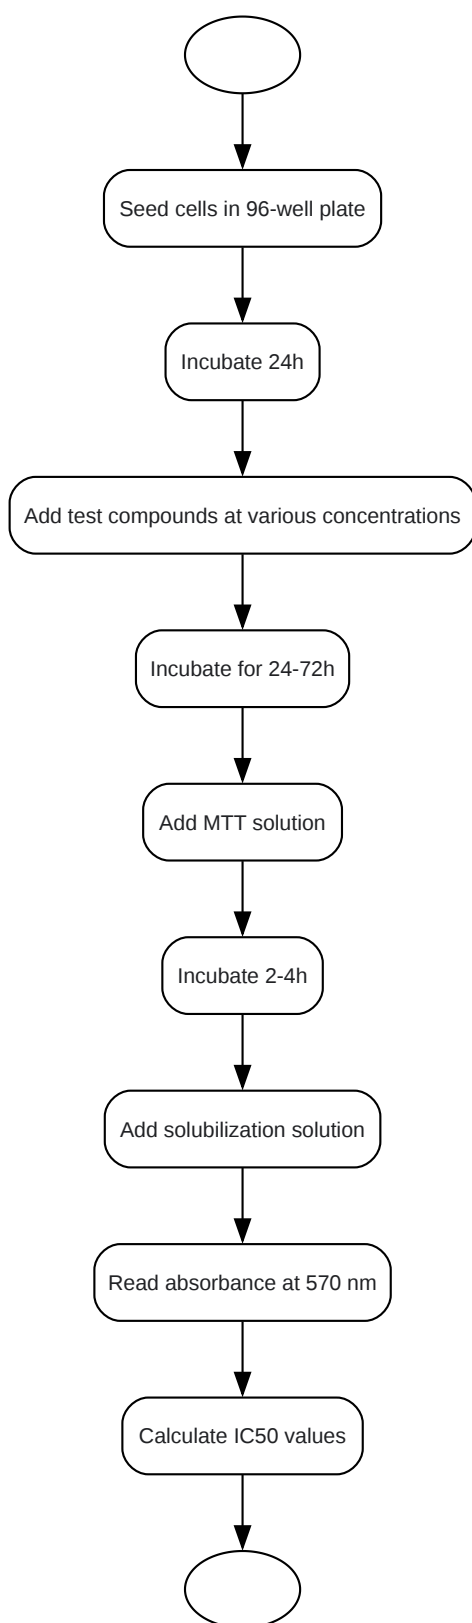 Seed cells in 96-well plate
Incubate 24h
Add test compounds at various concentrations
Incubate for 24-72h
Add MTT solution
Incubate 2-4h
Add solubilization solution
Read absorbance at 570 nm
Calculate IC50 values